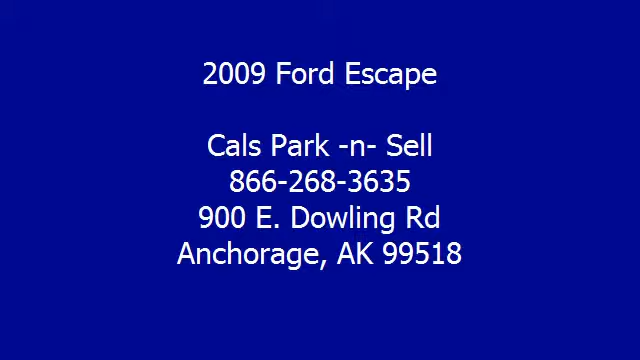 2009 Ford Escape
Cals Park -n- Sell
866-268-3635
900 E. Dowling Rd
Anchorage, AK 99518